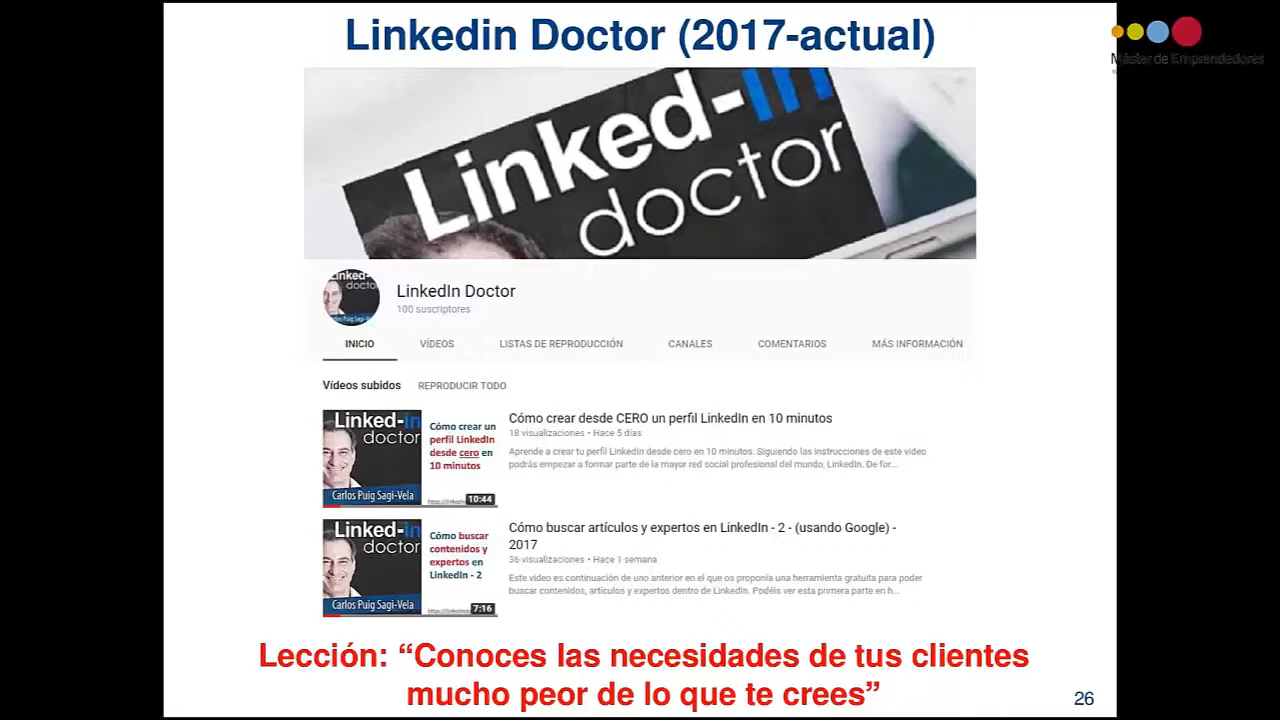 Linkedin Doctor (2017-actual)
Máster de Emprendedores
Linked-in
doctor
LinkedIn Doctor
100 suscriptores
INICIO VÍDEOS LISTAS DE REPRODUCCIÓN CANALES COMENTARIOS MÁS INFORMACIÓN
Vídeos subidos REPRODUCIR TODO
Linked-in
doctor
Carlos Puig Sagi-Vela
Cómo crear un
perfil LinkedIn
desde cero en
10 minutos
10:44
Cómo crear desde CERO un perfil LinkedIn en 10 minutos
18 visualizaciones • Hace 5 días
Aprende a crear tu perfil LinkedIn desde cero en 10 minutos. Siguiendo las instrucciones de este vídeo
podrás empezar a formar parte de la mayor red social profesional del mundo, LinkedIn. De for...
Linked-in
doctor
Carlos Puig Sagi-Vela
Cómo buscar
contenidos y
expertos en
LinkedIn - 2
7:16
Cómo buscar artículos y expertos en LinkedIn - 2 - (usando Google) -
2017
36 visualizaciones • Hace 1 semana
Este video es continuación de uno anterior en el que os proponía una herramienta gratuita para poder
buscar contenidos, artículos y expertos dentro de LinkedIn. Podéis ver esta primera parte en h...
Lección: “Conoces las necesidades de tus clientes
mucho peor de lo que te crees”
26